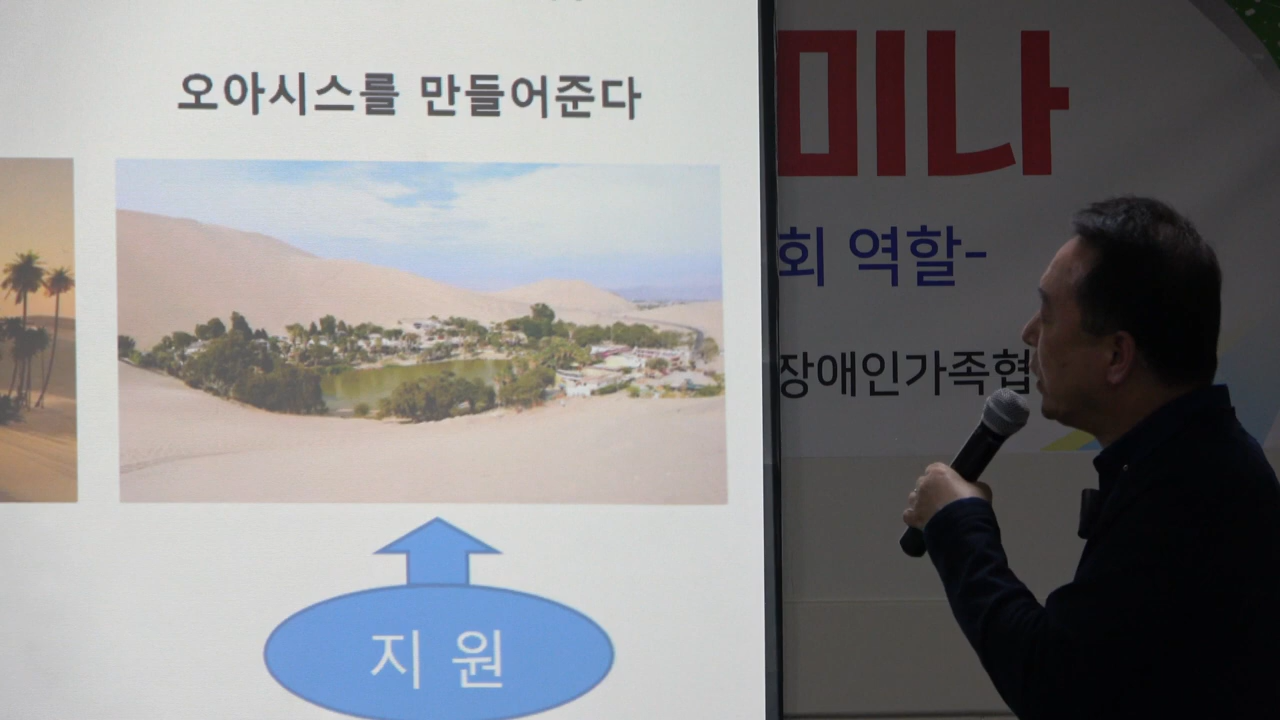 오아시스를 만들어준다
지 원
미나
회 역할-
장애인가족협